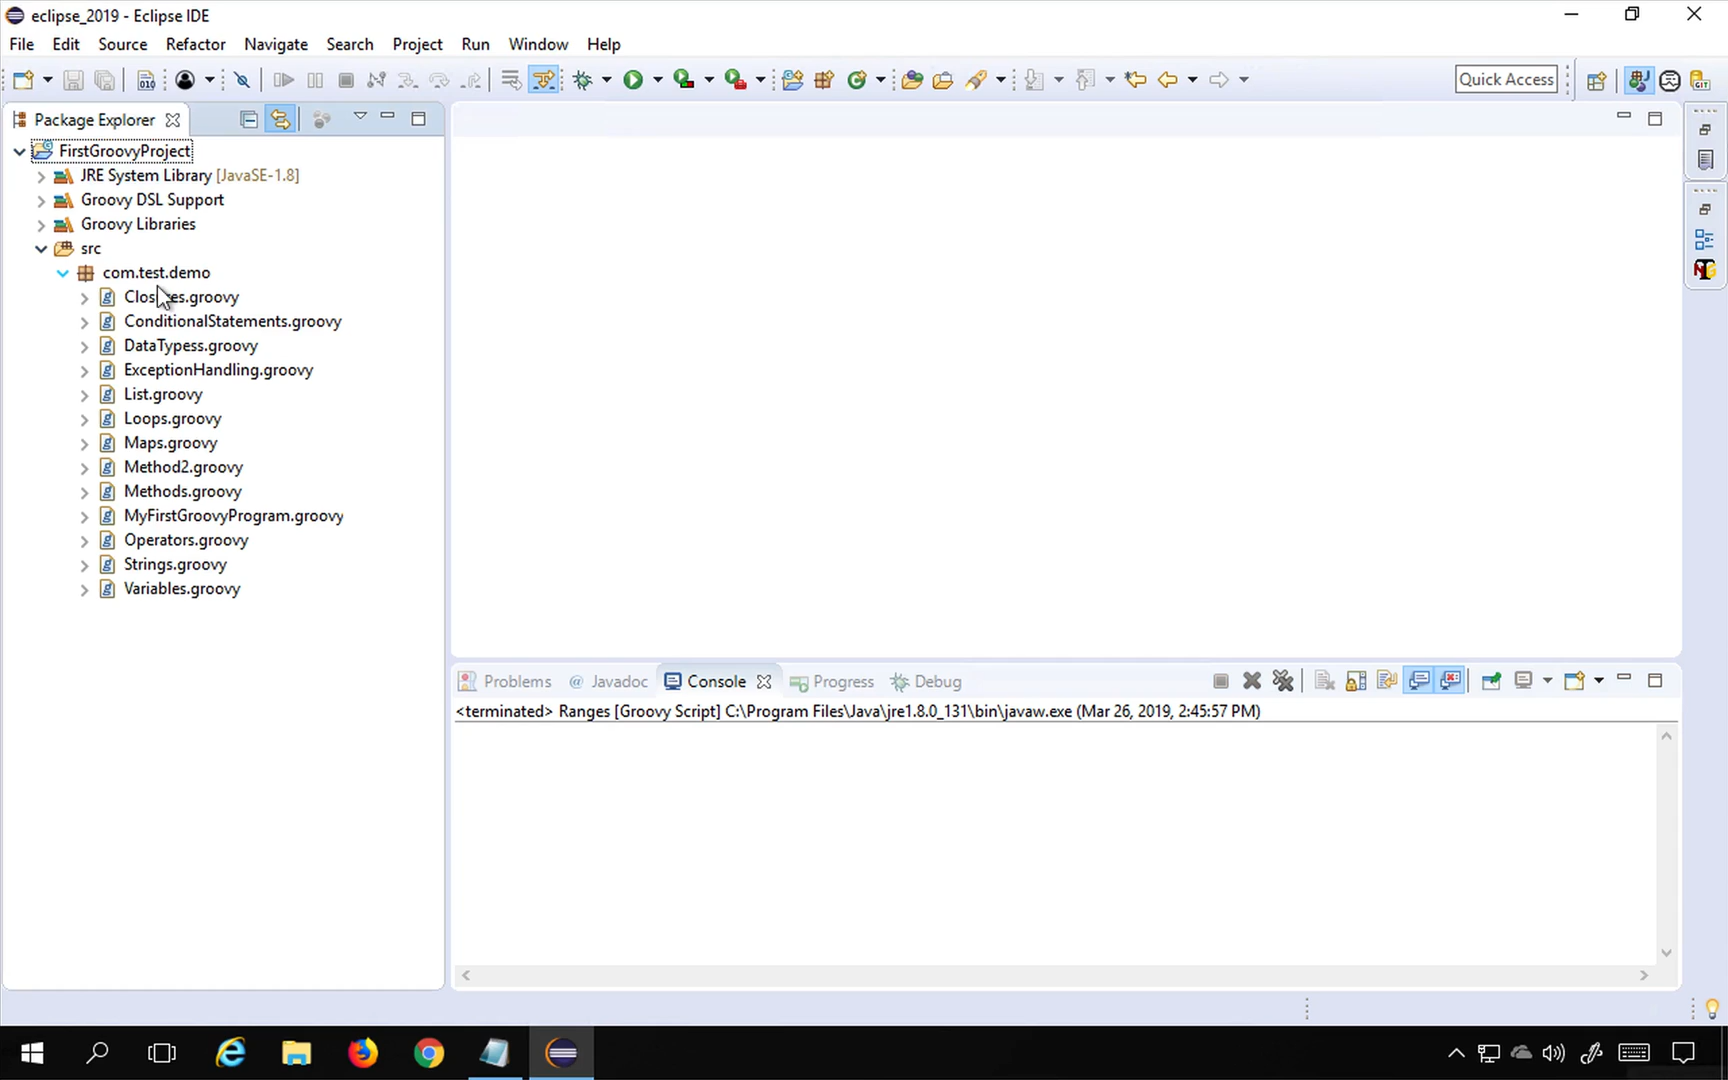 eclipse_2019 - Eclipse IDE
File Edit Source Refactor Navigate Search Project Run Window Help
Quick Access
Package Explorer
FirstGroovyProject
JRE System Library [JavaSE-1.8]
Groovy DSL Support
Groovy Libraries
src
com.test.demo
ConditionalStatements.groovy
DataTypess.groovy
ExceptionHandling.groovy
List.groovy
Loops.groovy
Maps.groovy
Method2.groovy
Methods.groovy
MyFirstGroovyProgram.groovy
Operators.groovy
Strings.groovy
Variables.groovy
Problems @ Javadoc Console Progress Debug
<terminated> Ranges [Groovy Script] C:\Program Files\Java\jre1.8.0_131\bin\javaw.exe (Mar 26, 2019, 2:45:57 PM)